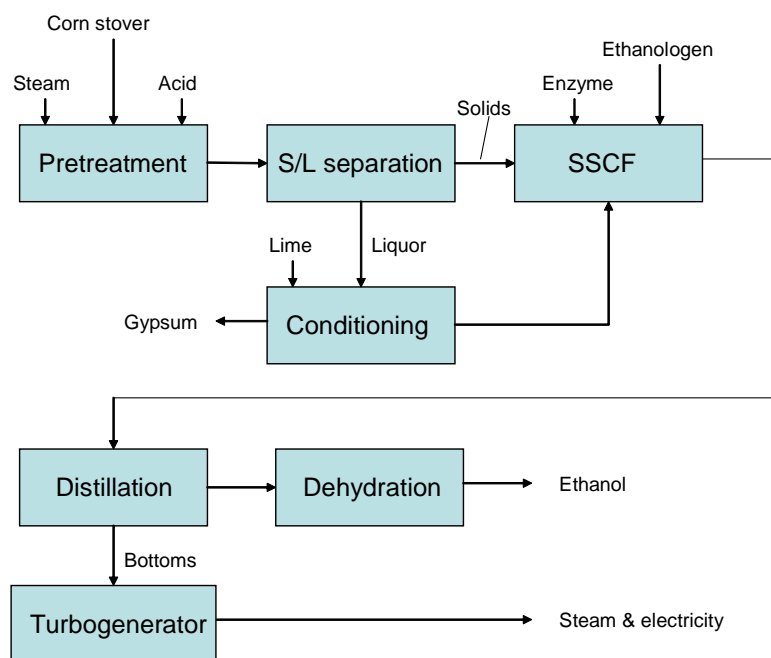 Corn stover
Steam
Acid
Ethanologen
Enzyme
Solids
Pretreatment
S/L separation
SSCF
Lime
Liquor
Gypsum
Conditioning
Distillation
Dehydration
Ethanol
Bottoms
Turbogenerator
Steam & electricity